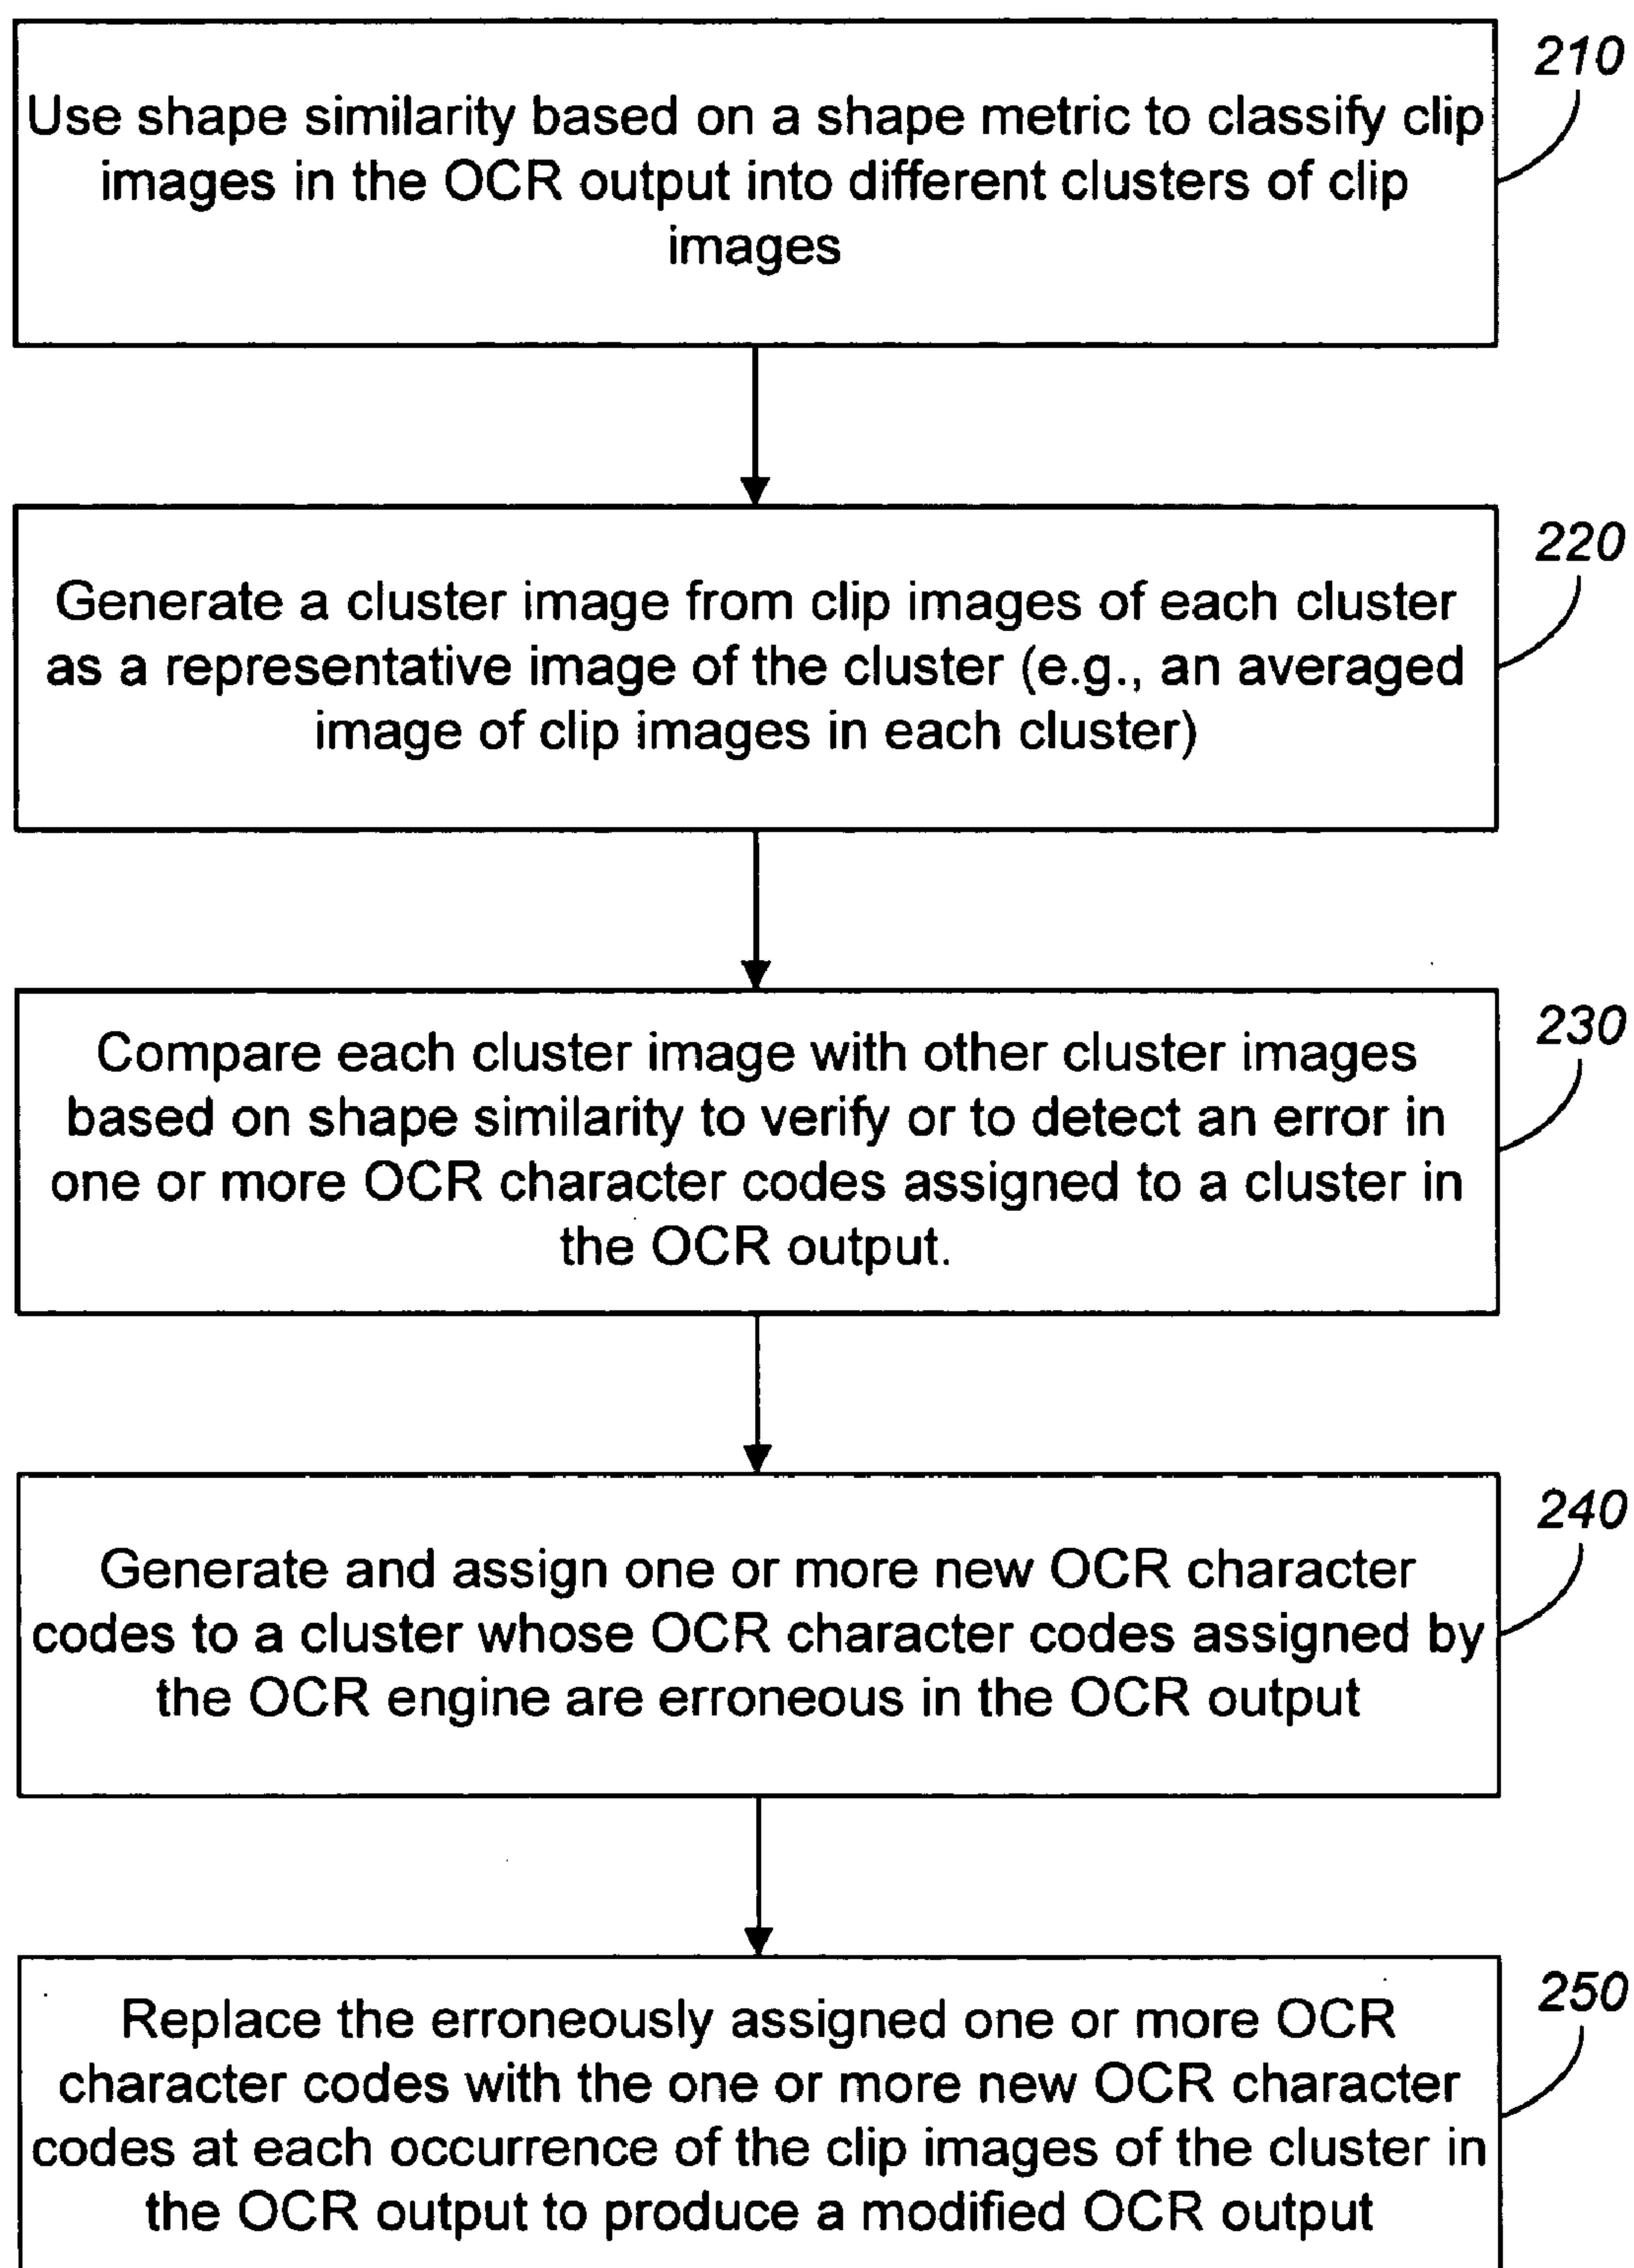 210
Use shape similarity based on a shape metric to classify clip
images in the OCR output into different clusters of clip
images
220
Generate a cluster image from clip images of each cluster
as a representative image of the cluster (e.g., an averaged
image of clip images in each cluster)
230
Compare each cluster image with other cluster images
based on shape similarity to verify or to detect an error in
one or more OCR character codes assigned to a cluster in
the OCR output.
240
Generate and assign one or more new OCR character
codes to a cluster whose OCR character codes assigned by
the OCR engine are erroneous in the OCR output
250
Replace the erroneously assigned one or more OCR
character codes with the one or more new OCR character
codes at each occurrence of the clip images of the cluster in
the OCR output to produce a modified OCR output